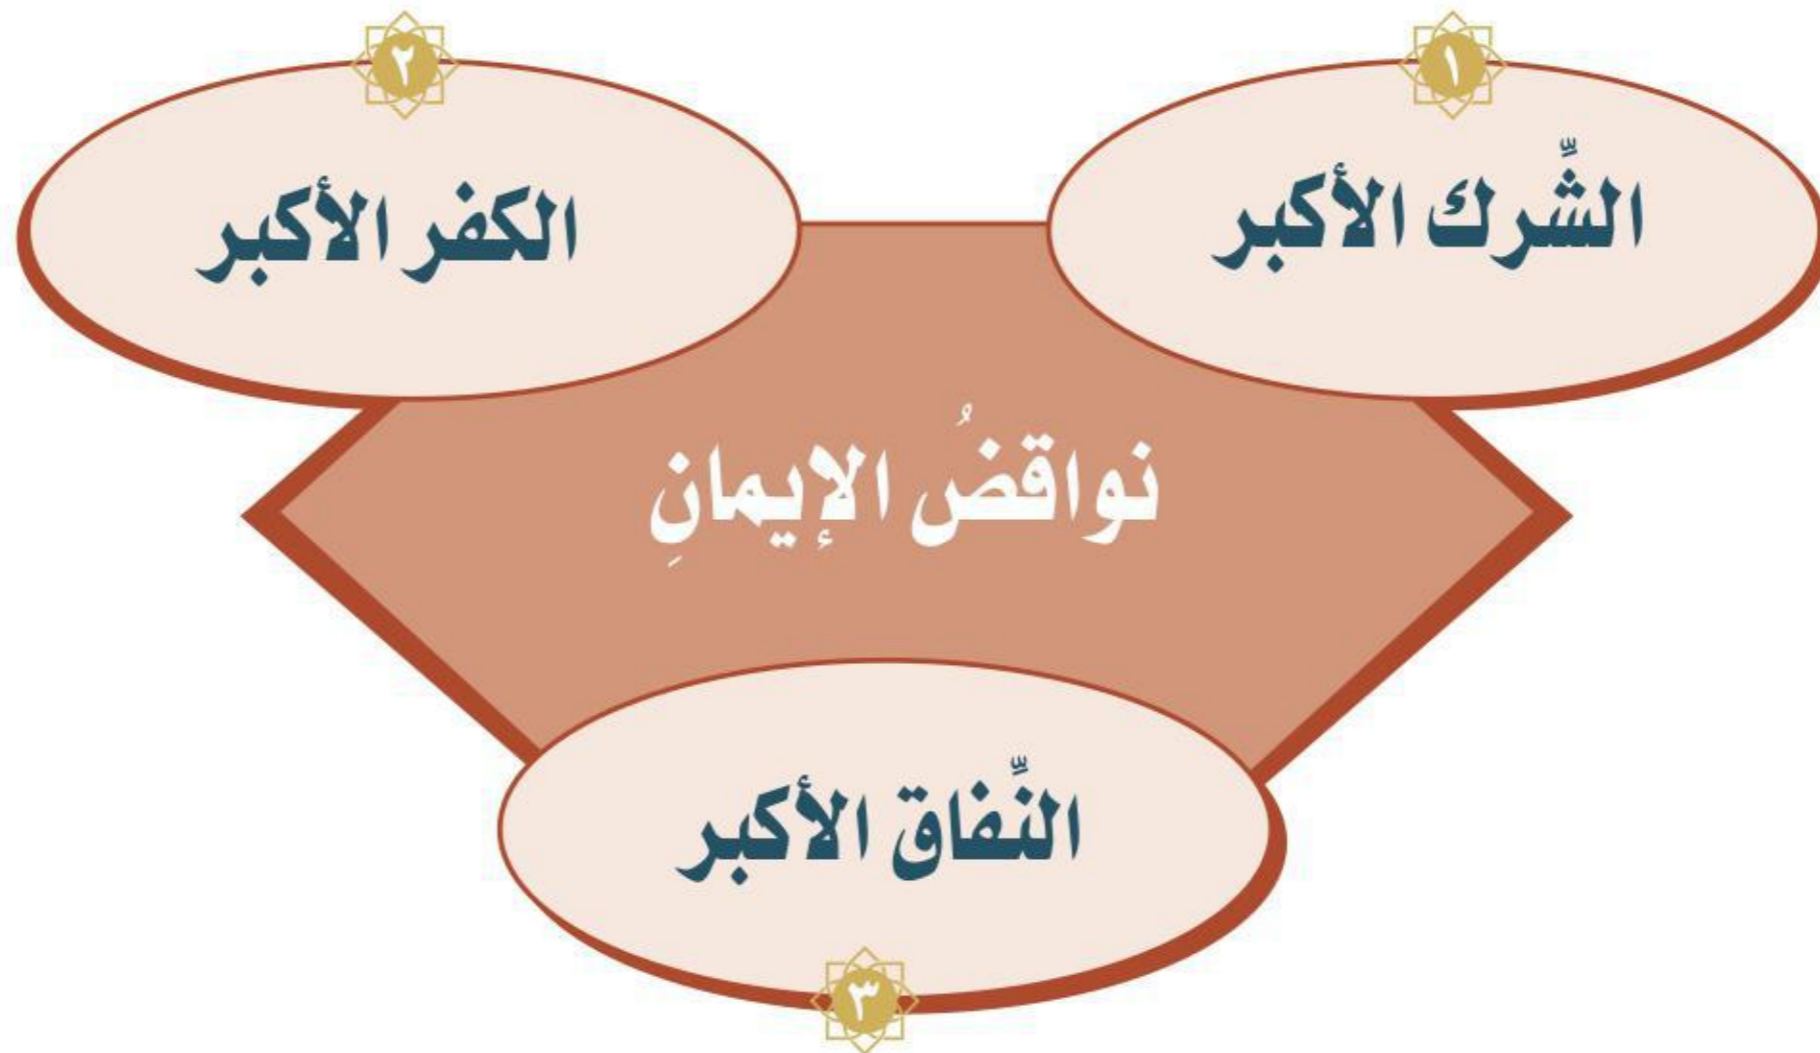 ١
الشِّرك الأكبر
٢
الكفر الأكبر
نواقضُ الإيمانِ
النِّفاق الأكبر
٣